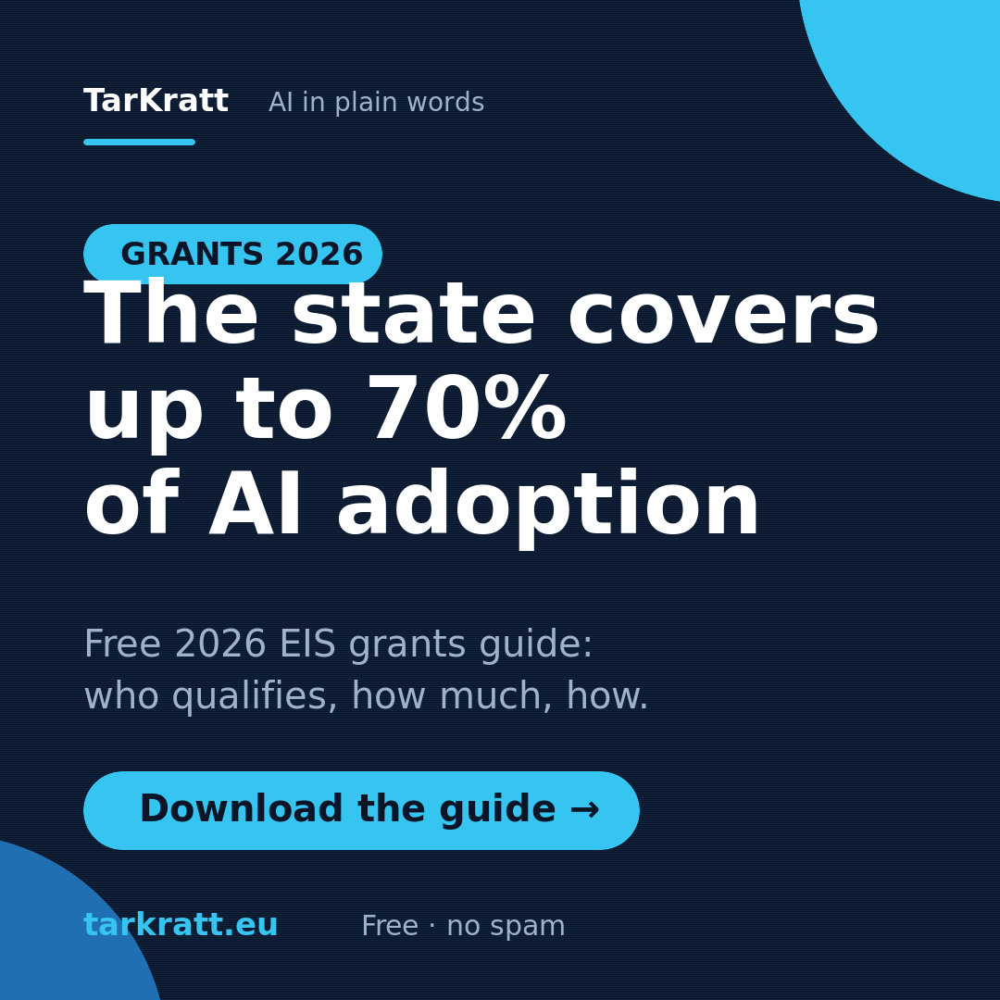 TarKratt AI in plain words
GRANTS 2026
The state covers
up to 70%
of AI adoption
Free 2026 EIS grants guide:
who qualifies, how much, how.
Download the guide →
tarkratt.eu Free · no spam